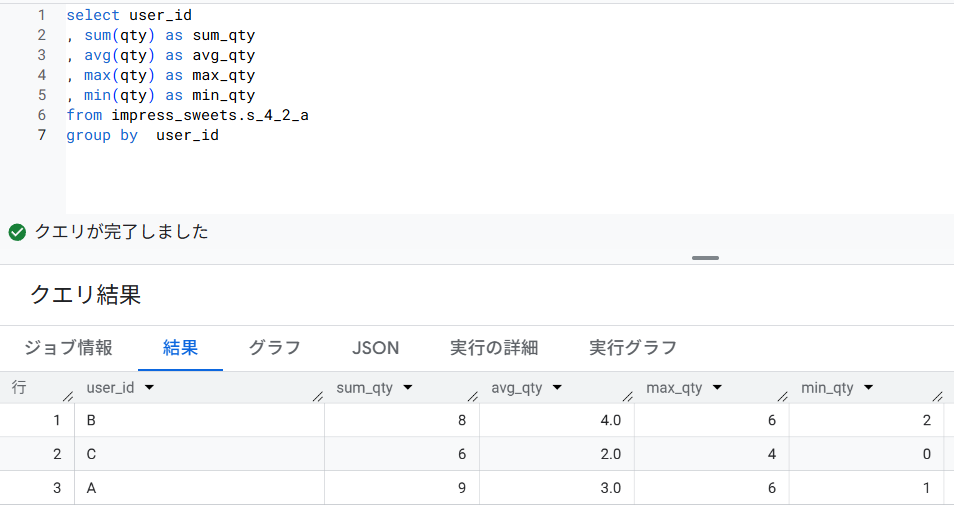 1 select user_id
2 , sum(qty) as sum_qty
3 , avg(qty) as avg_qty
4 , max(qty) as max_qty
5 , min(qty) as min_qty
6 from impress_sweets.s_4_2_a
7 group by  user_id
クエリが完了しました
クエリ結果
ジョブ情報 結果 グラフ JSON 実行の詳細 実行グラフ
行 user_id sum_qty avg_qty max_qty min_qty
1 B 8 4.0 6 2
2 C 6 2.0 4 0
3 A 9 3.0 6 1